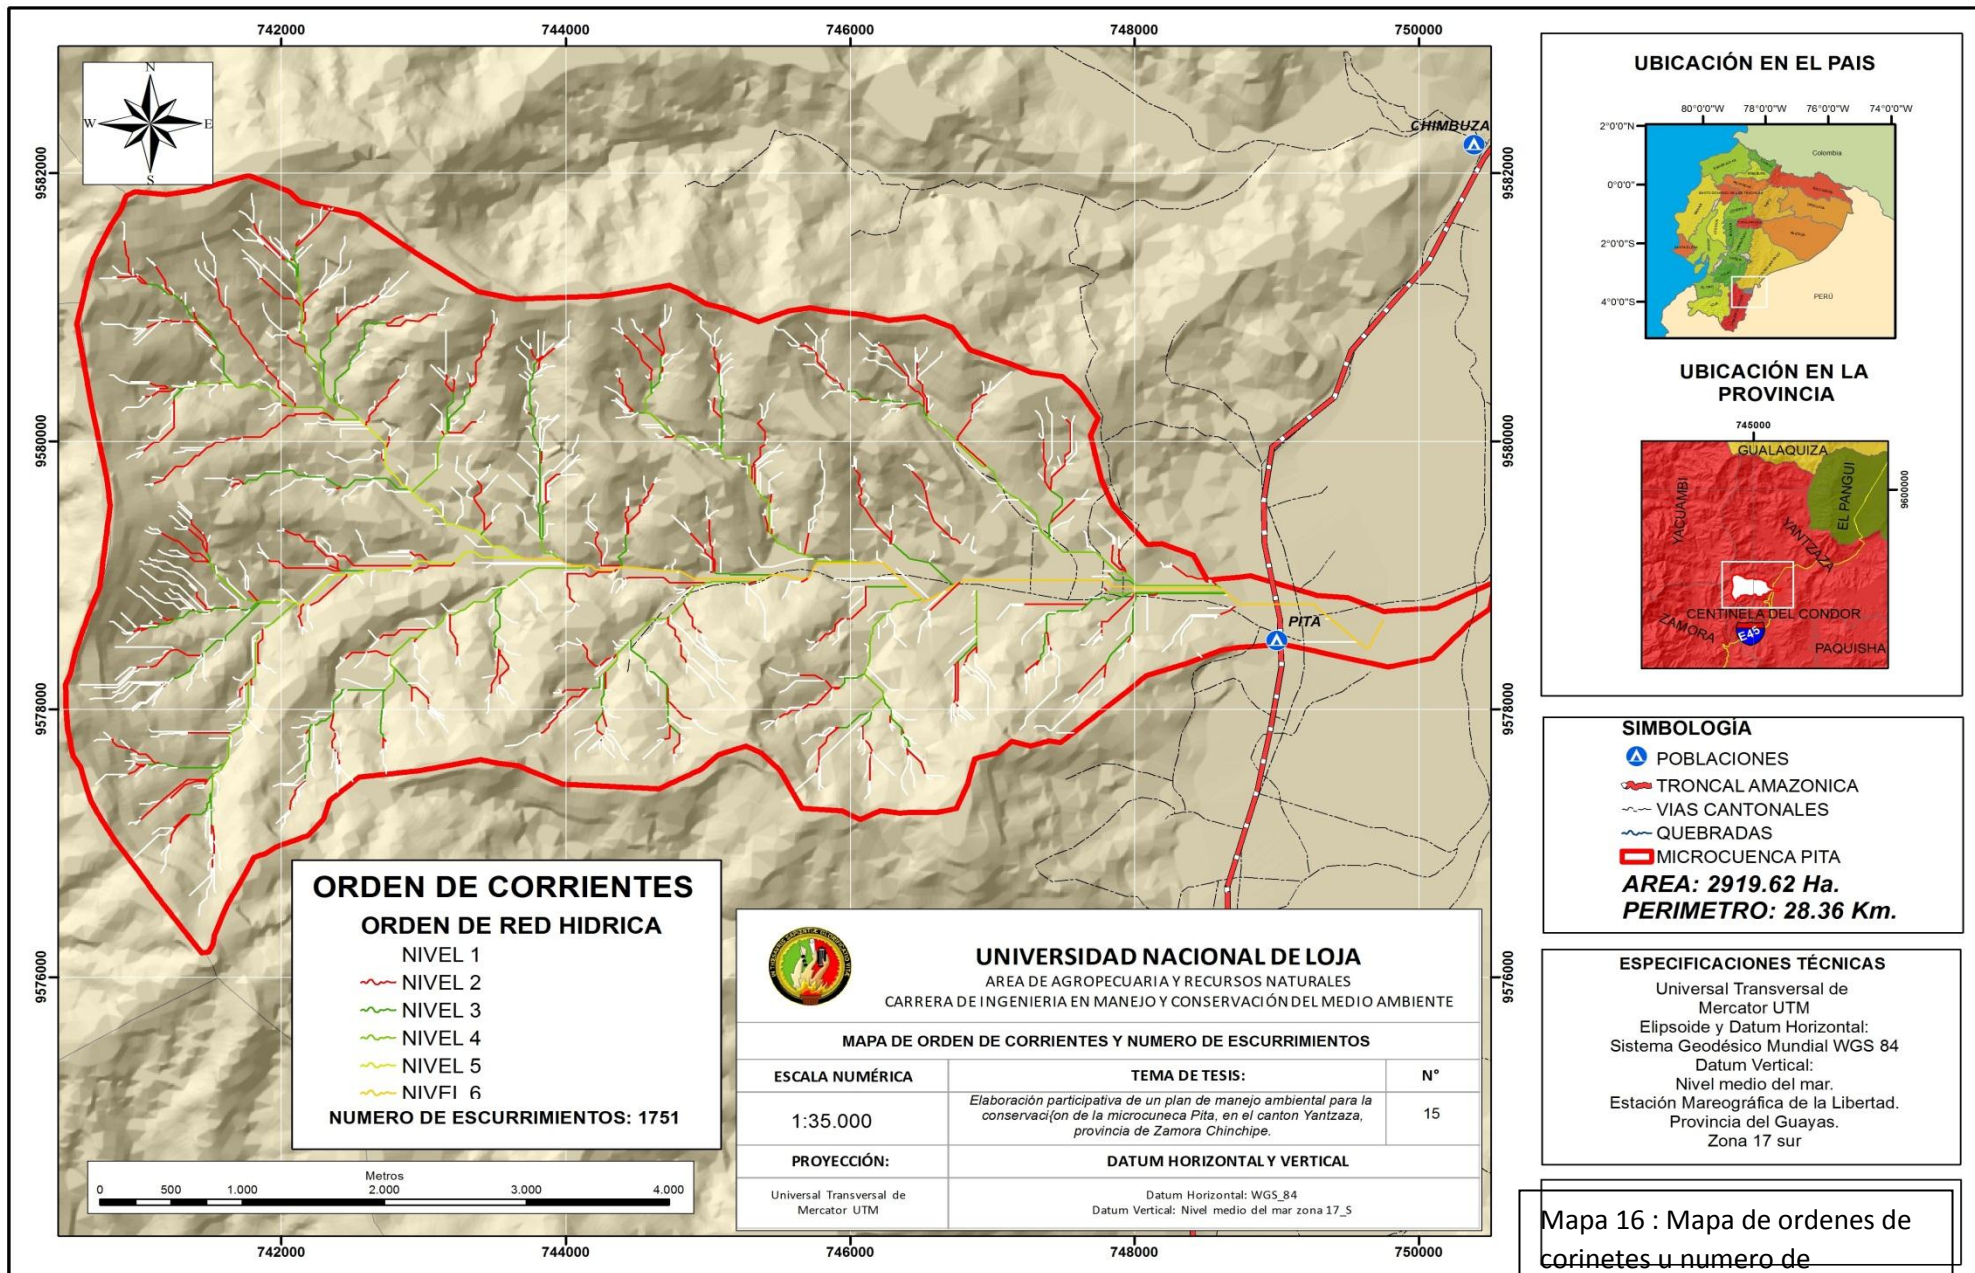 742000
744000
746000
748000
750000
9582000
9580000
9578000
9576000
N
W
E
S
CHIMBUZA
PITA
9582000
9580000
9578000
9576000
742000
744000
746000
748000
750000
ORDEN DE CORRIENTES
ORDEN DE RED HIDRICA
NIVEL 1
NIVEL 2
NIVEL 3
NIVEL 4
NIVEL 5
NIVEL 6
NUMERO DE ESCURRIMIENTOS: 1751
Metros
0 500 1.000 2.000 3.000 4.000
UNIVERSIDAD NACIONAL DE LOJA
AREA DE AGROPECUARIA Y RECURSOS NATURALES
CARRERA DE INGENIERIA EN MANEJO Y CONSERVACIÓN DEL MEDIO AMBIENTE
MAPA DE ORDEN DE CORRIENTES Y NUMERO DE ESCURRIMIENTOS
ESCALA NUMÉRICA
1:35.000
TEMA DE TESIS:
Elaboración participativa de un plan de manejo ambiental para la
conservaci{on de la microcuneca Pita, en el canton Yantzaza,
provincia de Zamora Chinchipe.
N°
15
PROYECCIÓN:
Universal Transversal de
Mercator UTM
DATUM HORIZONTAL Y VERTICAL
Datum Horizontal: WGS_84
Datum Vertical: Nivel medio del mar zona 17_S
UBICACIÓN EN EL PAIS
80°0'0"W 78°0'0"W 76°0'0"W 74°0'0"W
2°0'0"N
0°0'0"
2°0'0"S
4°0'0"S
Colombia
PERÚ
UBICACIÓN EN LA
PROVINCIA
745000
9600000
GUALAQUIZA
YACUAMBI
EL PANGUI
YANTZAZA
CENTINELA DEL CONDOR
ZAMORA
E45
PAQUISHA
SIMBOLOGÍA
POBLACIONES
TRONCAL AMAZONICA
VIAS CANTONALES
QUEBRADAS
MICROCUENCA PITA
AREA: 2919.62 Ha.
PERIMETRO: 28.36 Km.
ESPECIFICACIONES TÉCNICAS
Universal Transversal de
Mercator UTM
Elipsoide y Datum Horizontal:
Sistema Geodésico Mundial WGS 84
Datum Vertical:
Nivel medio del mar.
Estación Mareográfica de la Libertad.
Provincia del Guayas.
Zona 17 sur
Mapa 16 : Mapa de ordenes de
corinetes u numero de